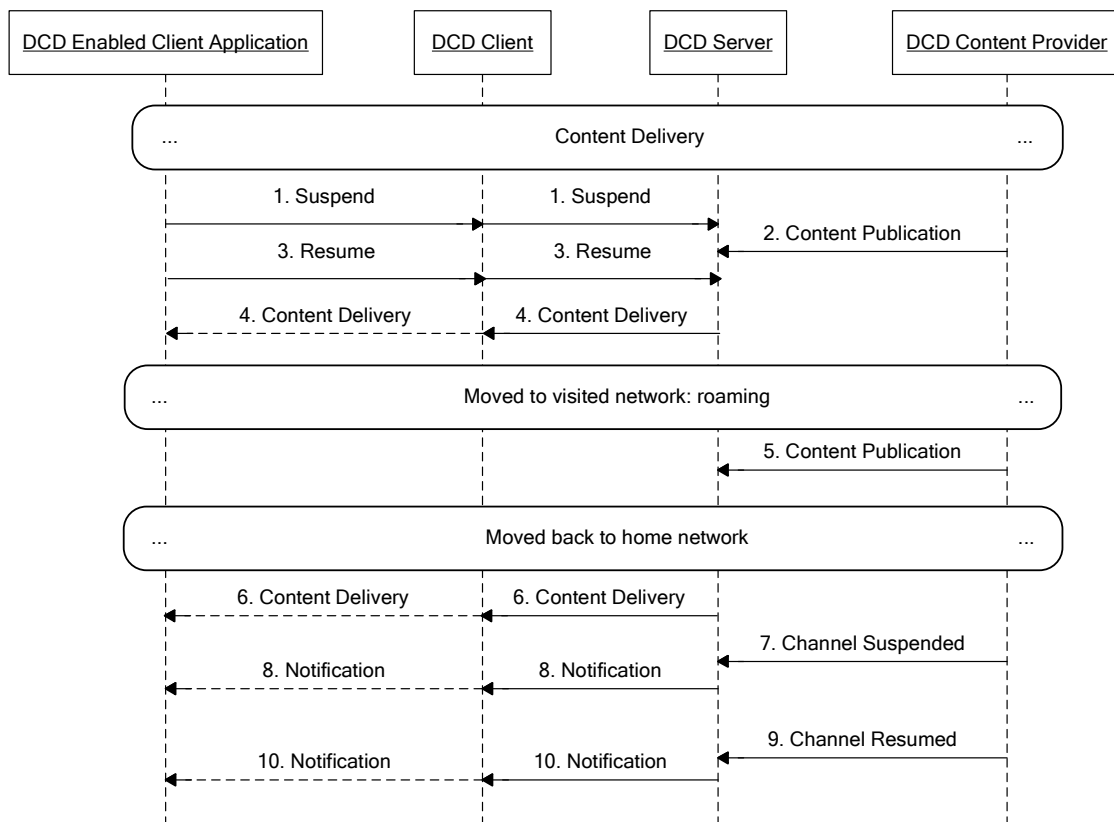 DCD Enabled Client Application
DCD Client
DCD Server
DCD Content Provider
... Content Delivery ...
1. Suspend
1. Suspend
2. Content Publication
3. Resume
3. Resume
4. Content Delivery
4. Content Delivery
... Moved to visited network: roaming ...
5. Content Publication
... Moved back to home network ...
6. Content Delivery
6. Content Delivery
7. Channel Suspended
8. Notification
8. Notification
9. Channel Resumed
10. Notification
10. Notification